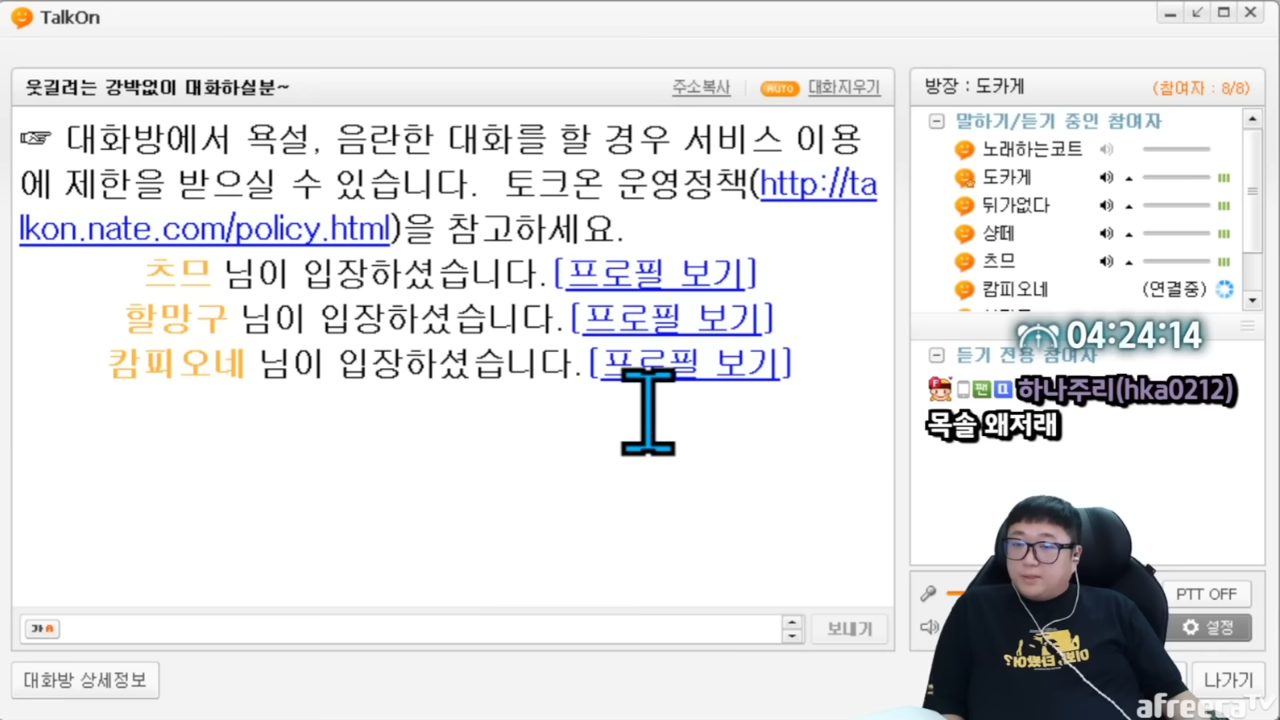 TalkOn
웃길려는 강박없이 대화하실분~
주소복사
AUTO
대화지우기
☞ 대화방에서 욕설, 음란한 대화를 할 경우 서비스 이용
에 제한을 받으실 수 있습니다. 토크온 운영정책(http://ta
lkon.nate.com/policy.html)을 참고하세요.
츠므 님이 입장하셨습니다.[프로필 보기]
할망구 님이 입장하셨습니다.[프로필 보기]
캄피오네 님이 입장하셨습니다.[프로필 보기]
가A
보내기
대화방 상세정보
방장 : 도카게
(참여자 : 8/8)
말하기/듣기 중인 참여자
노래하는코트
도카게
뒤가없다
샹떼
츠므
캄피오네 (연결중)
04:24:14
듣기 전용 참여자
팬
하나주리(hka0212)
목솔 왜저래
PTT OFF
설정
나가기
afreecaTV